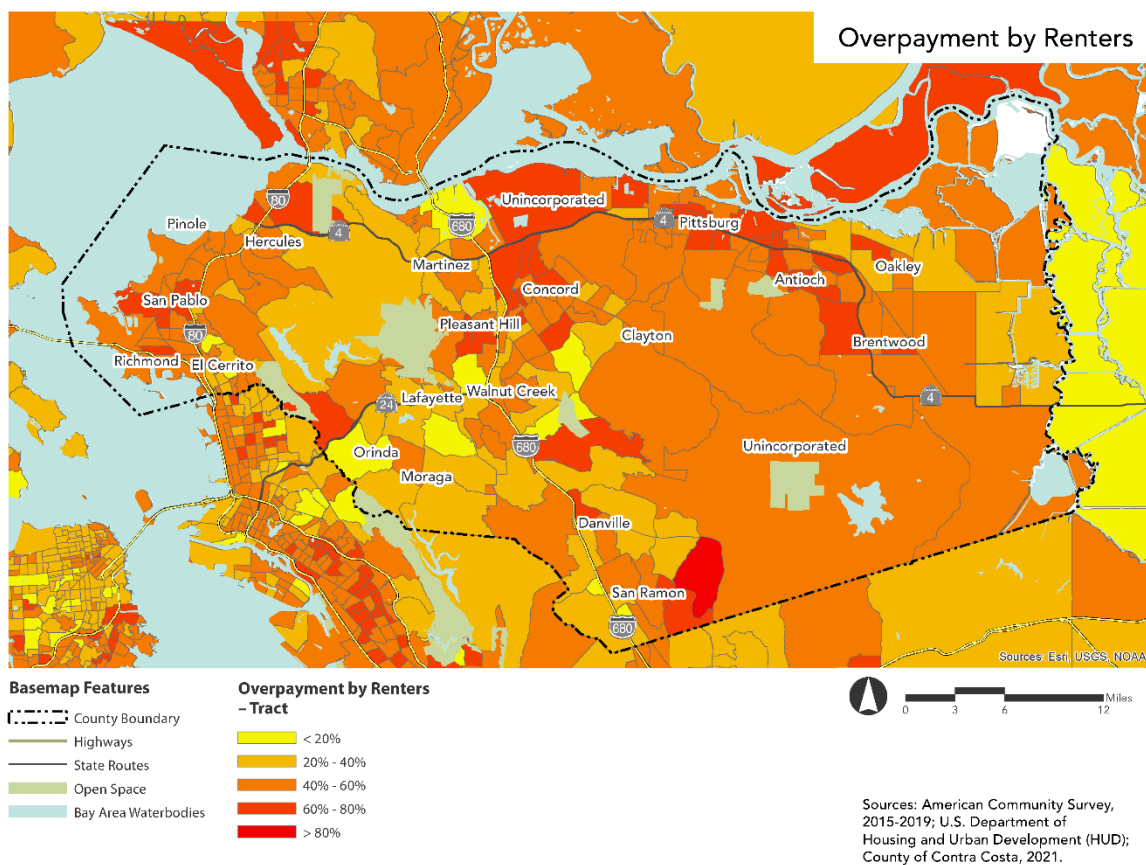 Overpayment by Renters
80
Unincorporated
Pinole
4
680
4
Pittsburg
Hercules
Martinez
Oakley
Antioch
San Pablo
Concord
80
Pleasant Hill
Clayton
Brentwood
Richmond
El Cerrito
24
Lafayette
Walnut Creek
4
680
Unincorporated
Orinda
Moraga
Danville
San Ramon
680
Sources: Esri, USGS, NOAA
Basemap Features
County Boundary
Highways
State Routes
Open Space
Bay Area Waterbodies
Overpayment by Renters
– Tract
< 20%
20% - 40%
40% - 60%
60% - 80%
> 80%
Miles
0 3 6 12
Sources: American Community Survey,
2015-2019; U.S. Department of
Housing and Urban Development (HUD);
County of Contra Costa, 2021.